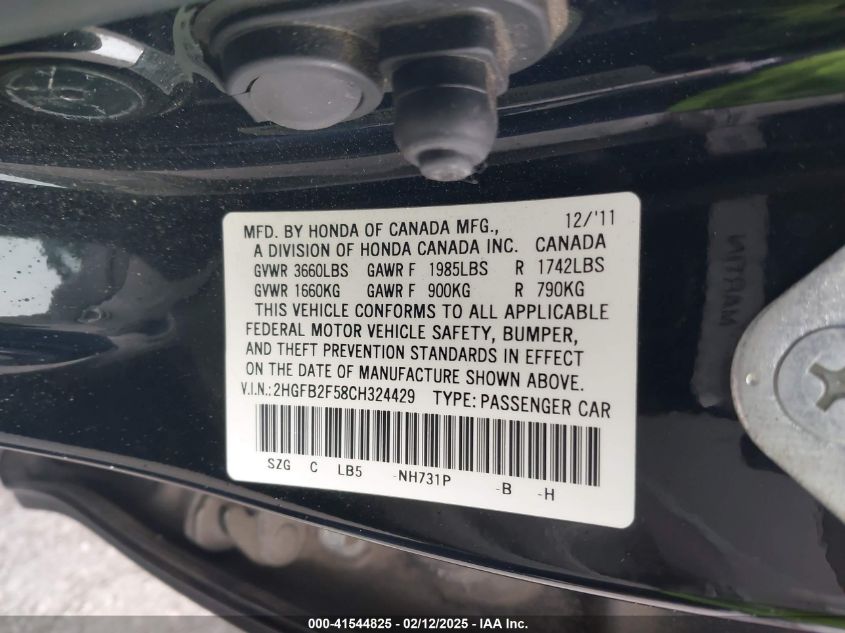 MFD. BY HONDA OF CANADA MFG., 12/'11
A DIVISION OF HONDA CANADA INC. CANADA
GVWR 3660LBS GAWR F 1985LBS R 1742LBS
GVWR 1660KG GAWR F 900KG R 790KG
THIS VEHICLE CONFORMS TO ALL APPLICABLE
FEDERAL MOTOR VEHICLE SAFETY, BUMPER,
AND THEFT PREVENTION STANDARDS IN EFFECT
ON THE DATE OF MANUFACTURE SHOWN ABOVE.
V.I.N.:2HGFB2F58CH324429 TYPE:PASSENGER CAR
SZG C LB5 -NH731P -B -H
000-41544825 - 02/12/2025 - IAA Inc.